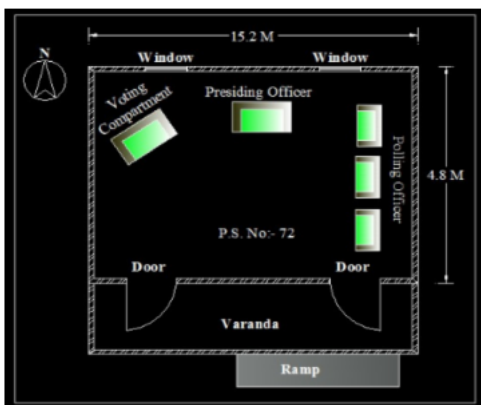 15.2 M
N
Window
Window
Voting
Compartment
Presiding Officer
Polling Officer
4.8 M
P.S. No:- 72
Door
Door
Varanda
Ramp